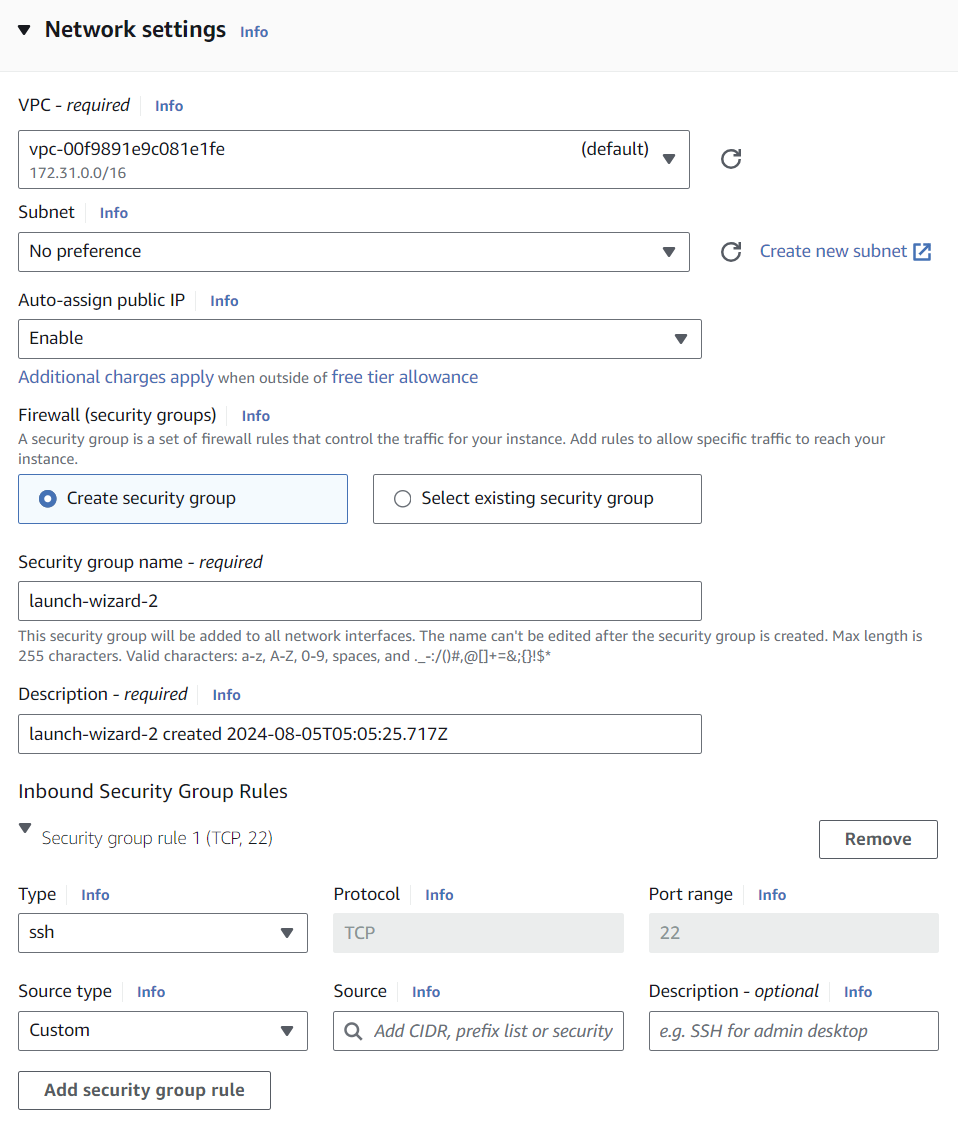 Network settings Info
VPC - required Info
vpc-00f9891e9c081e1fe (default)
172.31.0.0/16
Subnet Info
No preference Create new subnet
Auto-assign public IP Info
Enable
Additional charges apply when outside of free tier allowance
Firewall (security groups) Info
A security group is a set of firewall rules that control the traffic for your instance. Add rules to allow specific traffic to reach your
instance.
Create security group Select existing security group
Security group name - required
launch-wizard-2
This security group will be added to all network interfaces. The name can't be edited after the security group is created. Max length is
255 characters. Valid characters: a-z, A-Z, 0-9, spaces, and ._-:/()#,@[]+=&;{}!$*
Description - required Info
launch-wizard-2 created 2024-08-05T05:05:25.717Z
Inbound Security Group Rules
Security group rule 1 (TCP, 22) Remove
Type Info Protocol Info Port range Info
ssh TCP 22
Source type Info Source Info Description - optional Info
Custom Add CIDR, prefix list or security e.g. SSH for admin desktop
Add security group rule